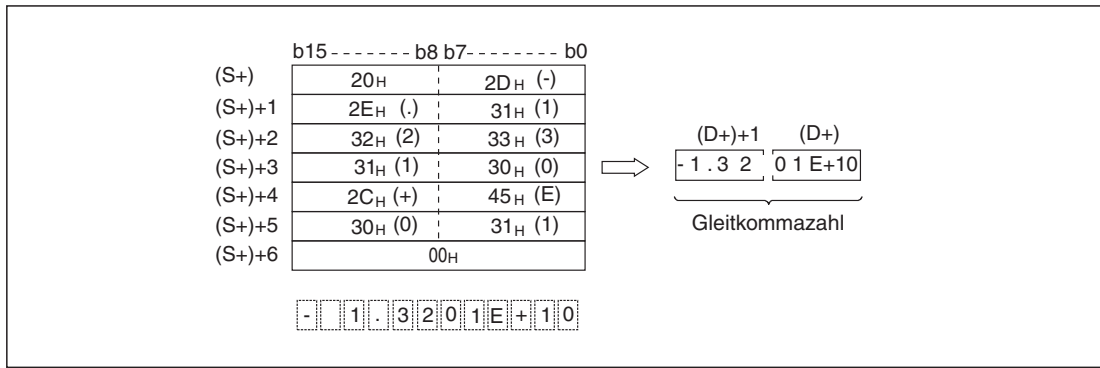 b15 - - - - - - - b8 b7- - - - - - - - b0
(S+) 20H 2DH (-)
(S+)+1 2EH (.) 31H (1)
(S+)+2 32H (2) 33H (3)
(S+)+3 31H (1) 30H (0)
(S+)+4 2CH (+) 45H (E)
(S+)+5 30H (0) 31H (1)
(S+)+6 00H
(D+)+1 (D+)
- 1 . 3 2 0 1 E+10
Gleitkommazahl
- 1 . 3 2 0 1 E + 1 0